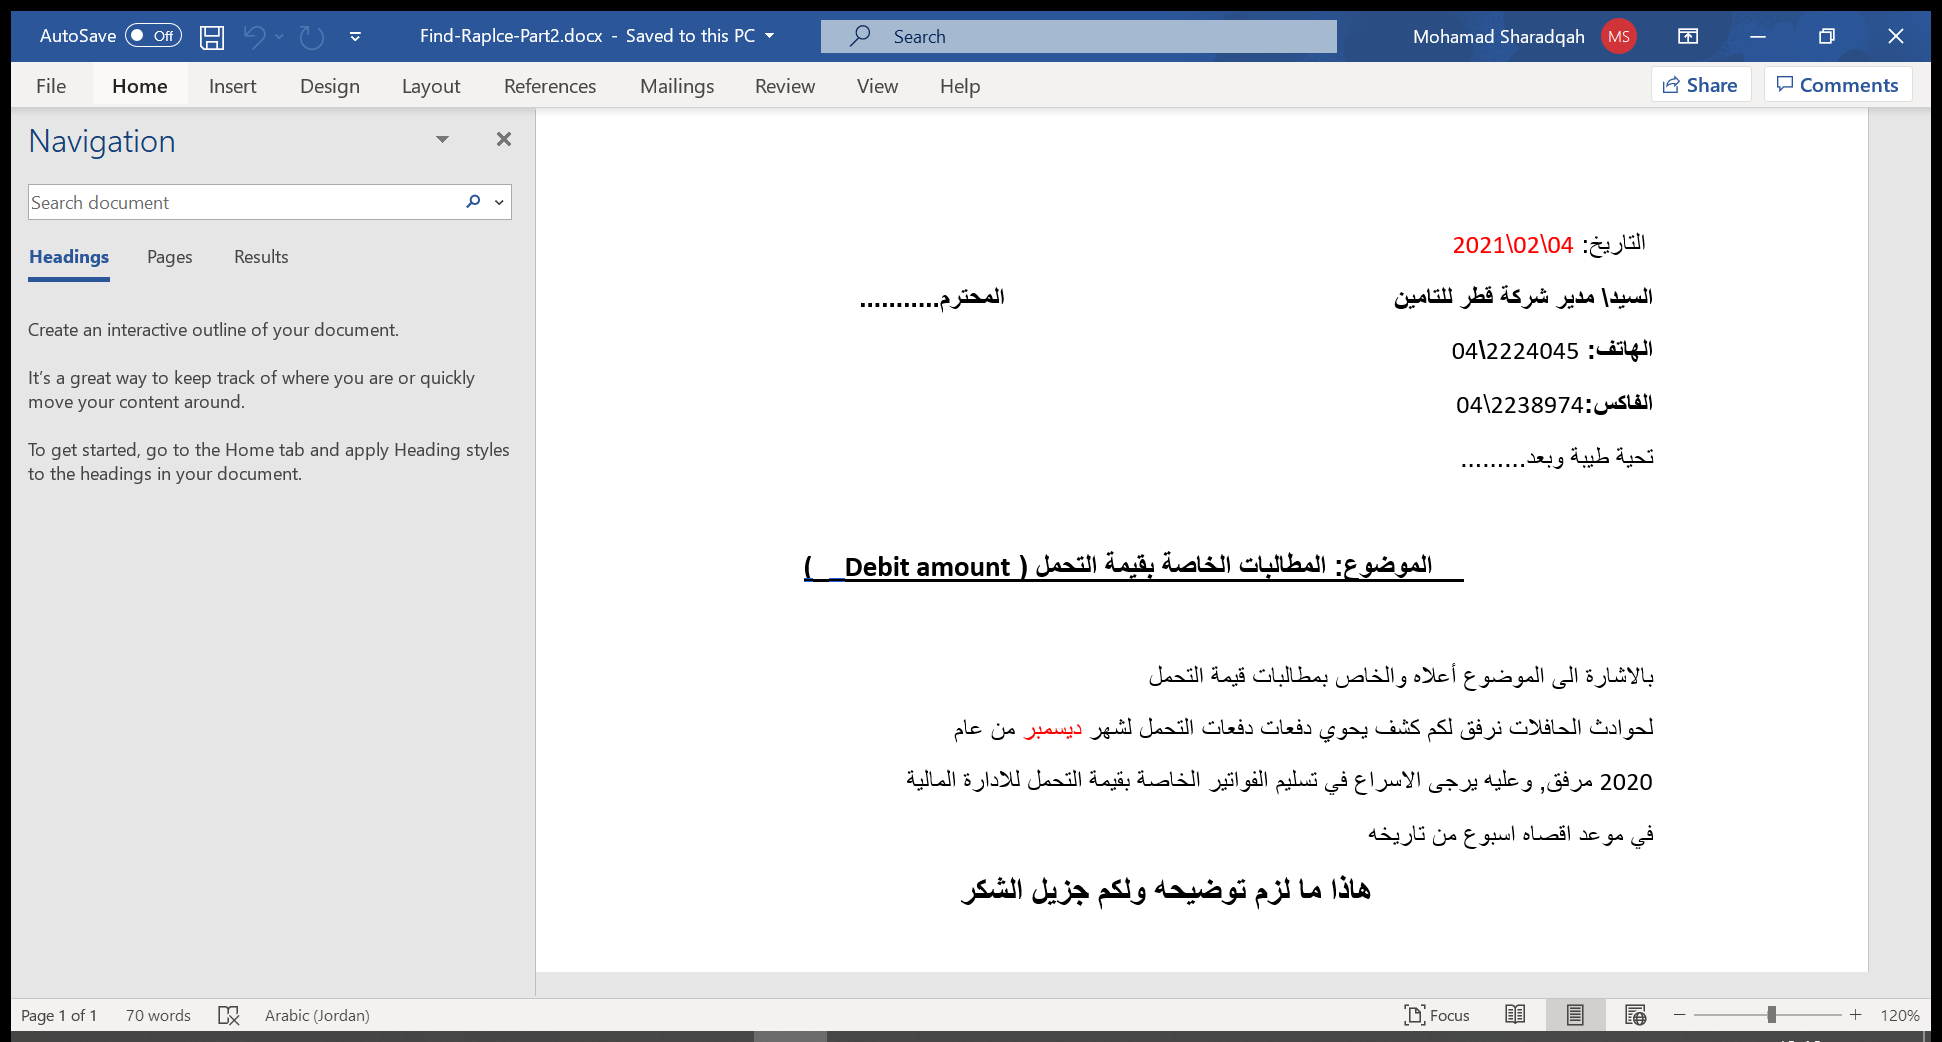 AutoSave Off Find-Raplce-Part2.docx - Saved to this PC Search Mohamad Sharadqah MS
File Home Insert Design Layout References Mailings Review View Help Share Comments
Navigation
Search document
Headings Pages Results
Create an interactive outline of your document.
It's a great way to keep track of where you are or quickly
move your content around.
To get started, go to the Home tab and apply Heading styles
to the headings in your document.
التاريخ: 2021\02\04
السيد\ مدير شركة قطر للتامين المحترم...........
الهاتف: 04\2224045
الفاكس:04\2238974
تحية طيبة وبعد.........
الموضوع: المطالبات الخاصة بقيمة التحمل ( Debit amount )
بالاشارة الى الموضوع أعلاه والخاص بمطالبات قيمة التحمل
لحوادث الحافلات نرفق لكم كشف يحوي دفعات دفعات التحمل لشهر ديسمبر من عام
2020 مرفق, وعليه يرجى الاسراع في تسليم الفواتير الخاصة بقيمة التحمل للادارة المالية
في موعد اقصاه اسبوع من تاريخه
هاذا ما لزم توضيحه ولكم جزيل الشكر
Page 1 of 1 70 words Arabic (Jordan) Focus 120%